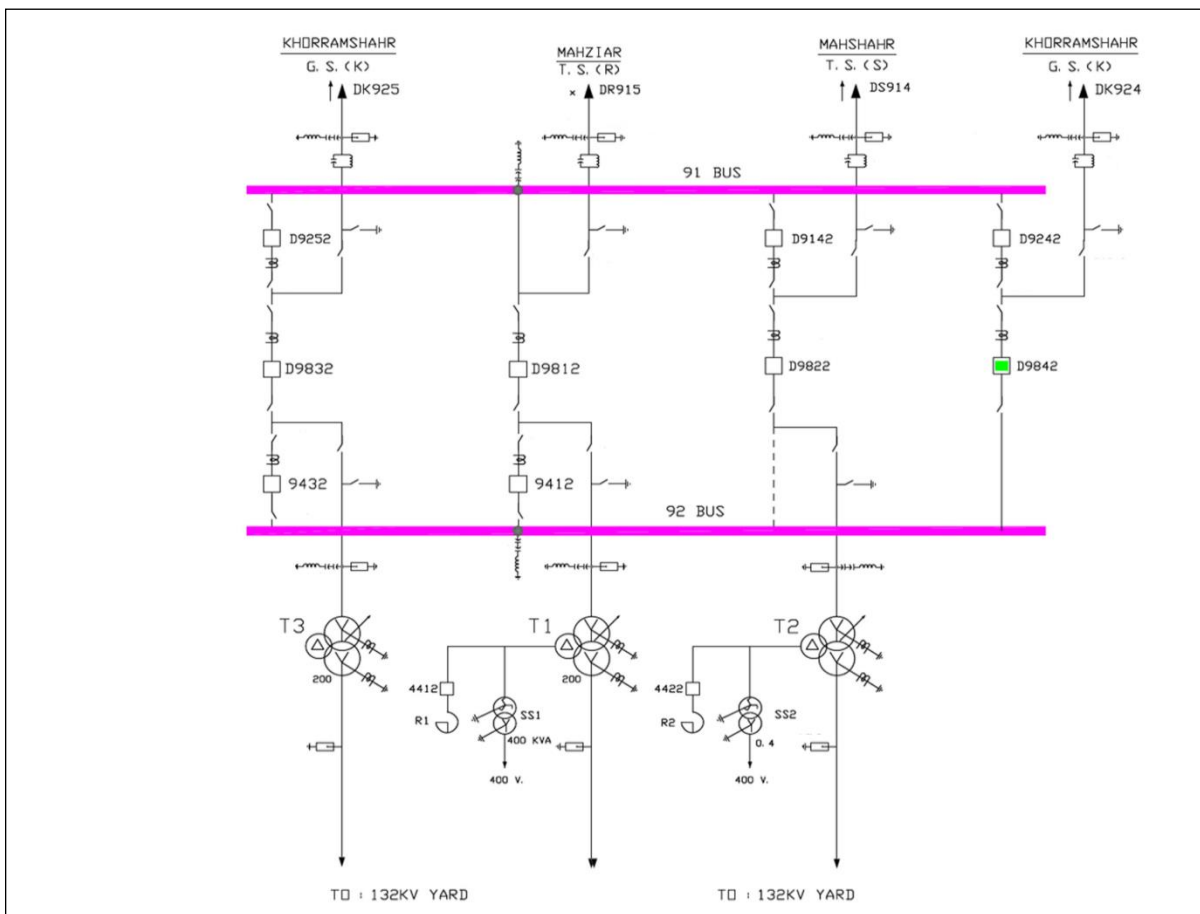 KHORRAMSHAHR
G. S. (K)
DK925
MAHZIAR
T. S. (R)
× DR915
MAHSHAHR
T. S. (S)
DS914
KHORRAMSHAHR
G. S. (K)
DK924
91 BUS
D9252
D9142
D9242
D9832
D9812
D9822
D9842
9432
9412
92 BUS
T3
200
T1
200
T2
4412
R1
SS1
400 KVA
400 V.
4422
R2
SS2
0.4
400 V.
TO : 132KV YARD
TO : 132KV YARD